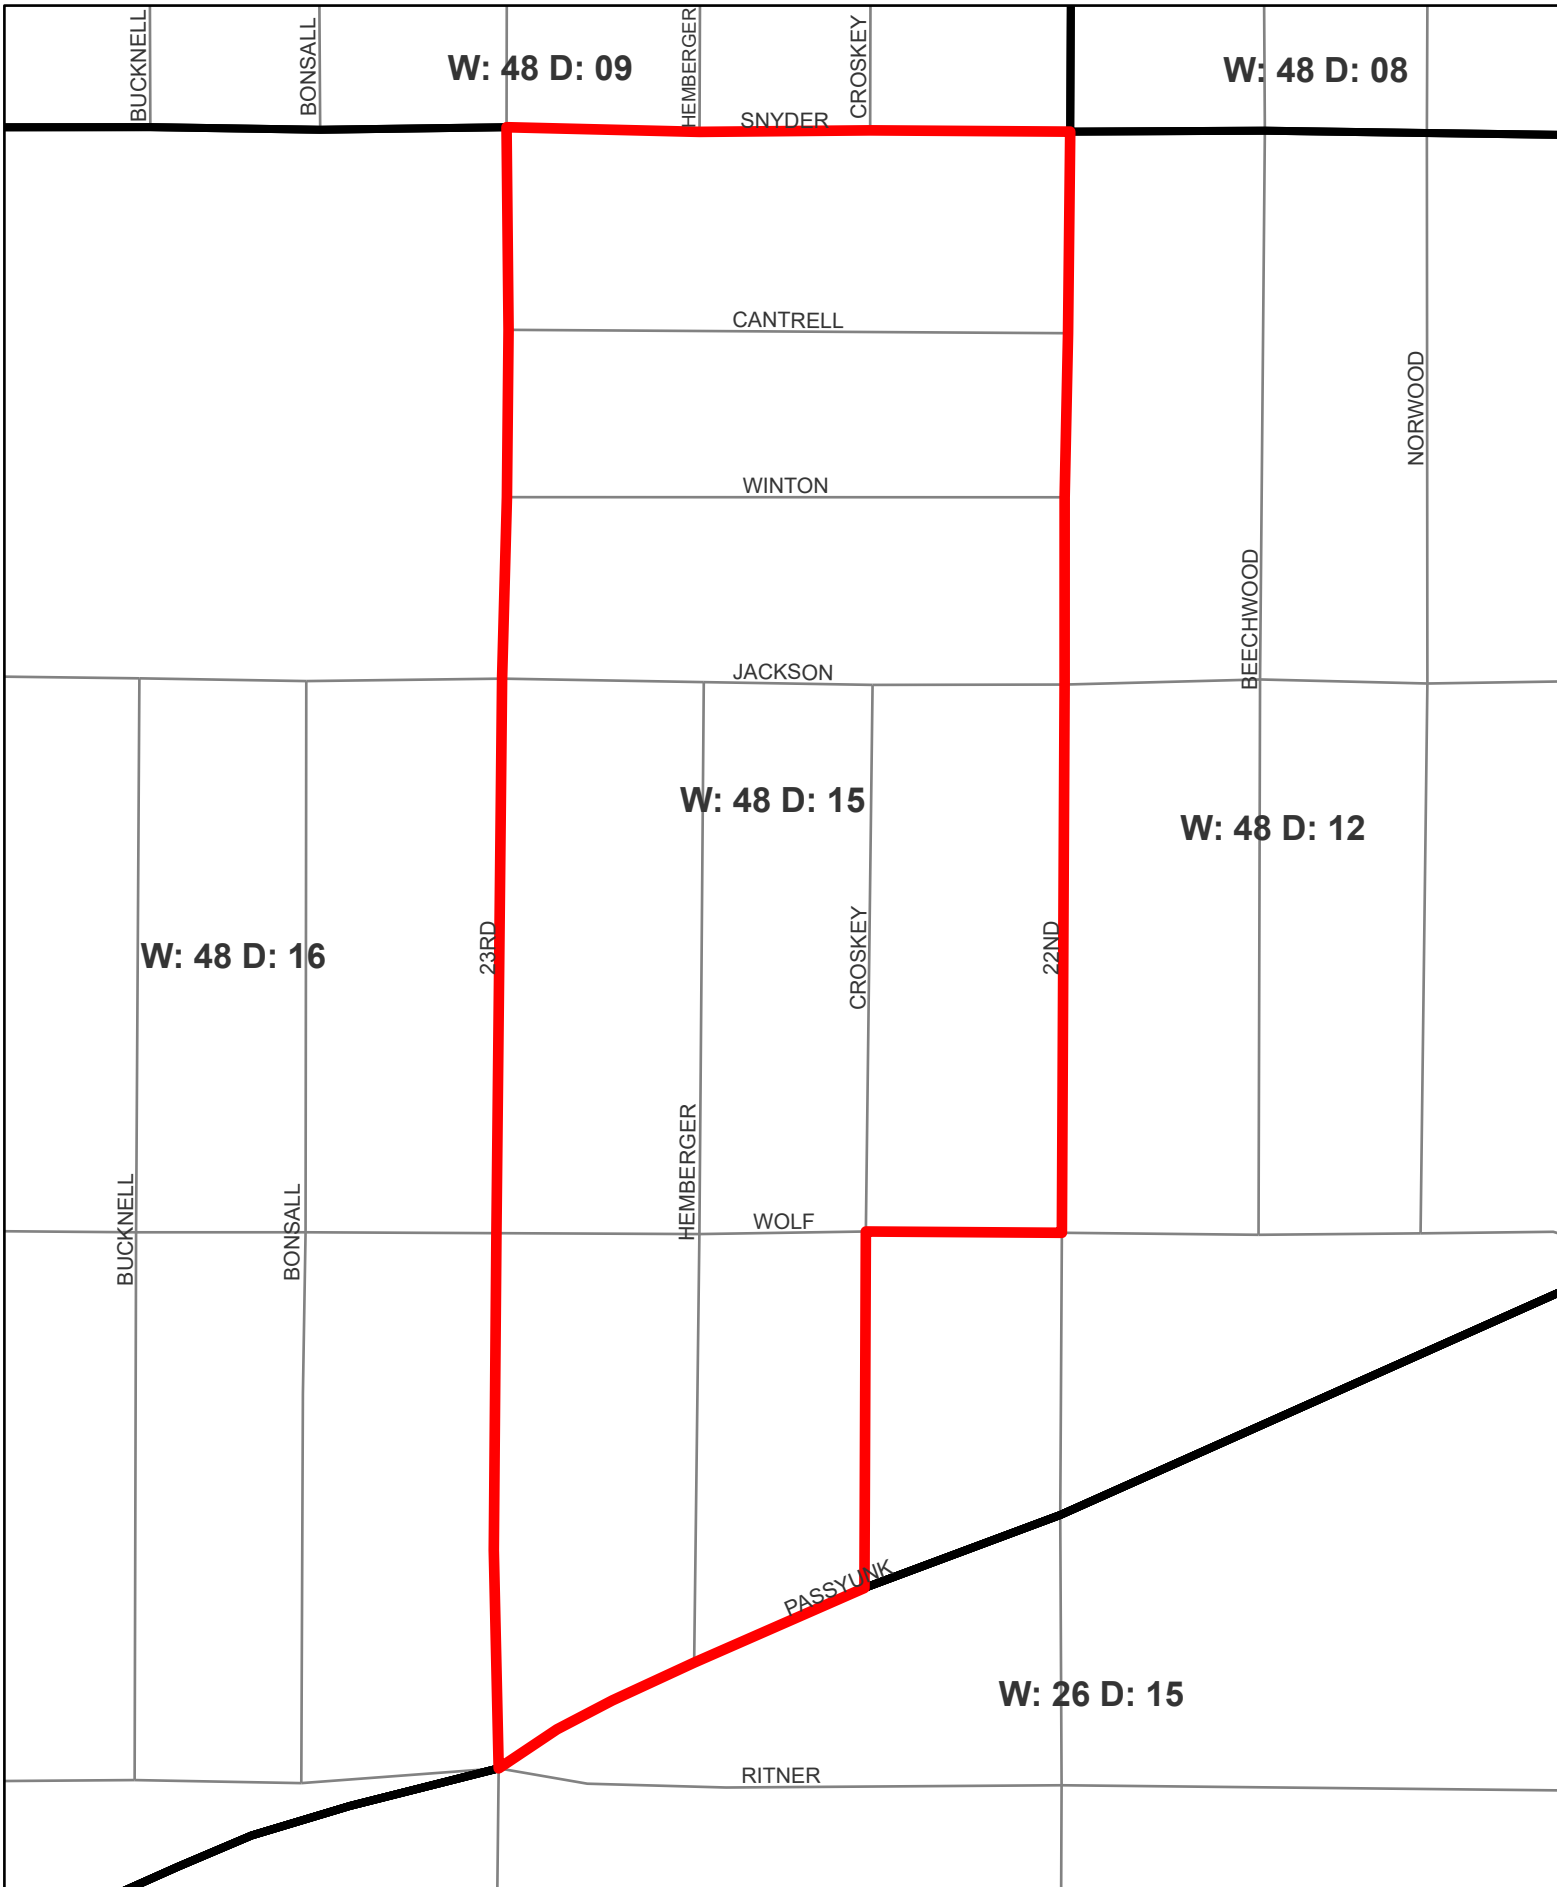 BUCKNELL
BONSALL
HEMBERGER
CROSKEY
W: 48 D: 09
W: 48 D: 08
SNYDER
CANTRELL
WINTON
NORWOOD
BEECHWOOD
JACKSON
W: 48 D: 15
W: 48 D: 12
W: 48 D: 16
23RD
CROSKEY
22ND
HEMBERGER
BUCKNELL
BONSALL
WOLF
PASSYUNK
W: 26 D: 15
RITNER